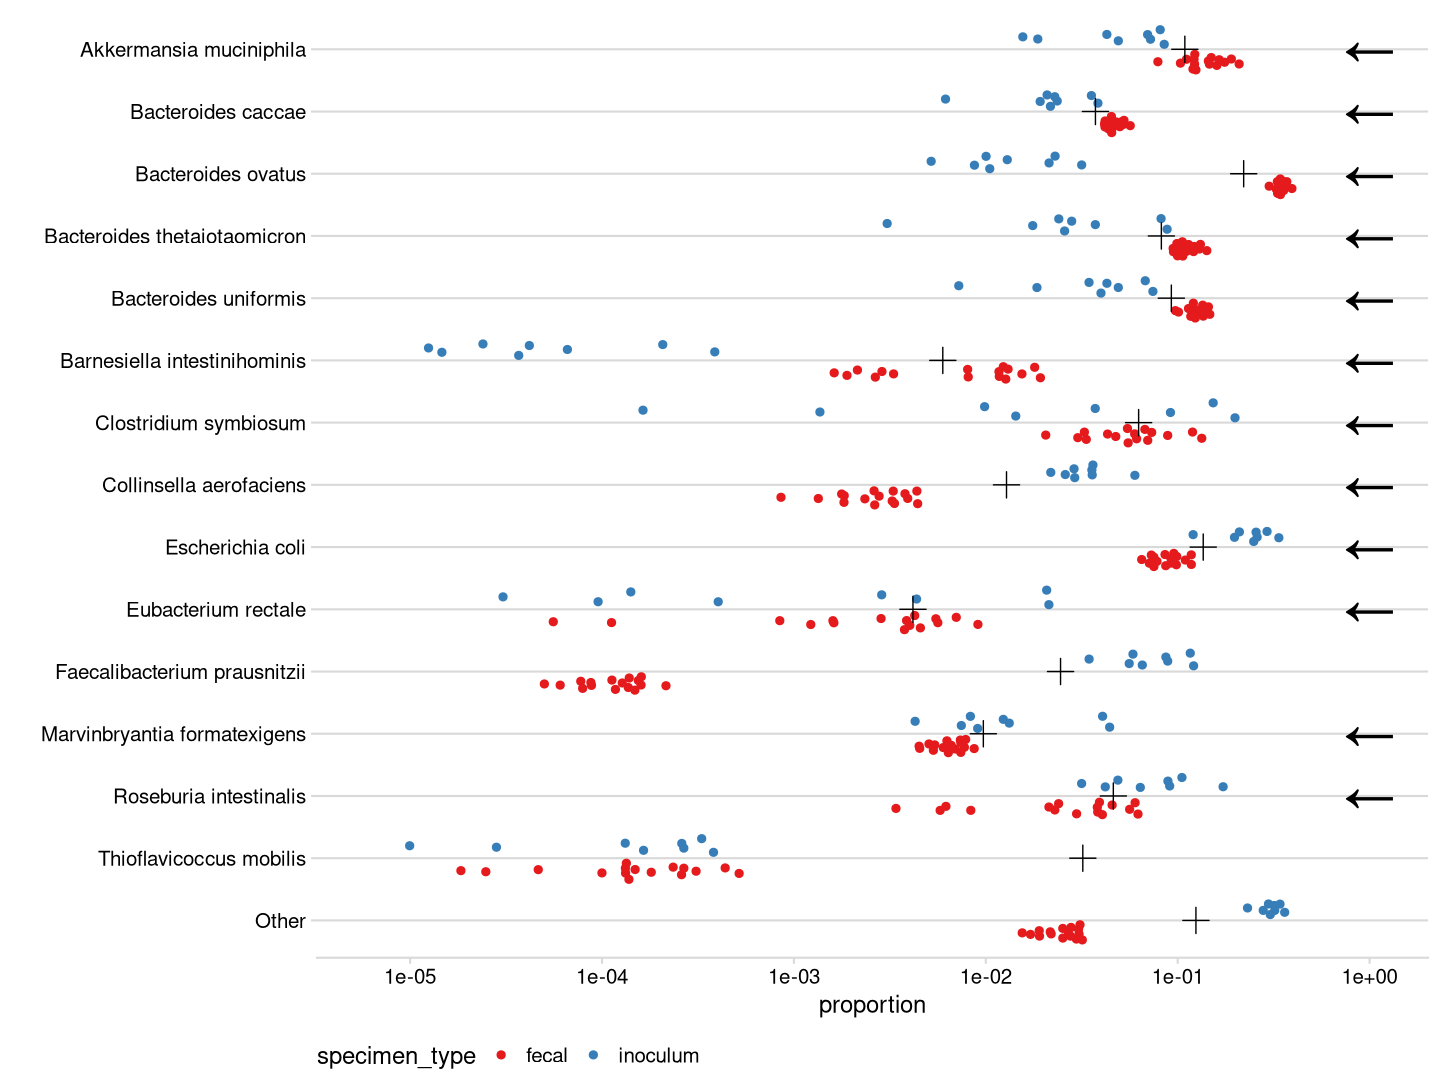 Akkermansia muciniphila
Bacteroides caccae
Bacteroides ovatus
Bacteroides thetaiotaomicron
Bacteroides uniformis
Barnesiella intestinihominis
Clostridium symbiosum
Collinsella aerofaciens
Escherichia coli
Eubacterium rectale
Faecalibacterium prausnitzii
Marvinbryantia formatexigens
Roseburia intestinalis
Thioflavicoccus mobilis
Other
1e-05 1e-04 1e-03 1e-02 1e-01 1e+00
proportion
specimen_type fecal inoculum